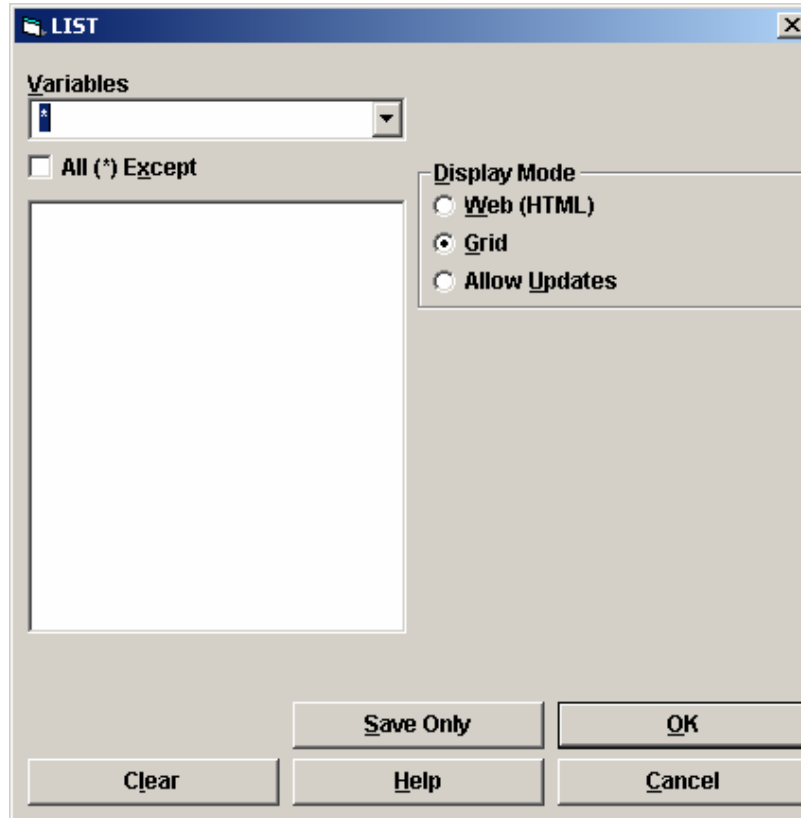 LIST
Variables
*
All (*) Except
Display Mode
Web (HTML)
Grid
Allow Updates
Save Only
OK
Clear
Help
Cancel